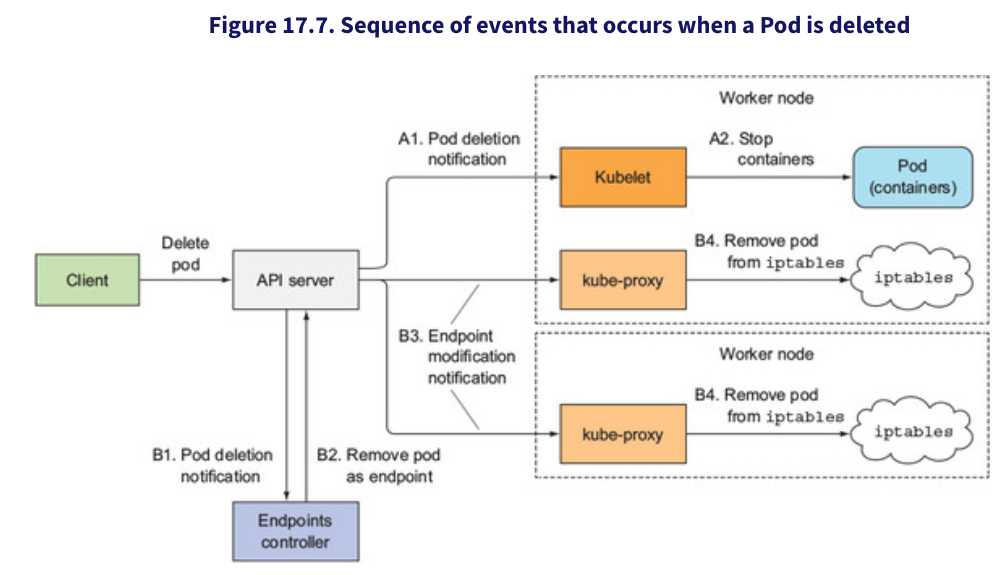 Figure 17.7. Sequence of events that occurs when a Pod is deleted
Worker node
A1. Pod deletion
notification
A2. Stop
containers
Kubelet
Pod
(containers)
Delete
pod
Client
API server
B4. Remove pod
from iptables
kube-proxy
iptables
B3. Endpoint
modification
notification
Worker node
B4. Remove pod
from iptables
kube-proxy
iptables
B1. Pod deletion
notification
B2. Remove pod
as endpoint
Endpoints
controller